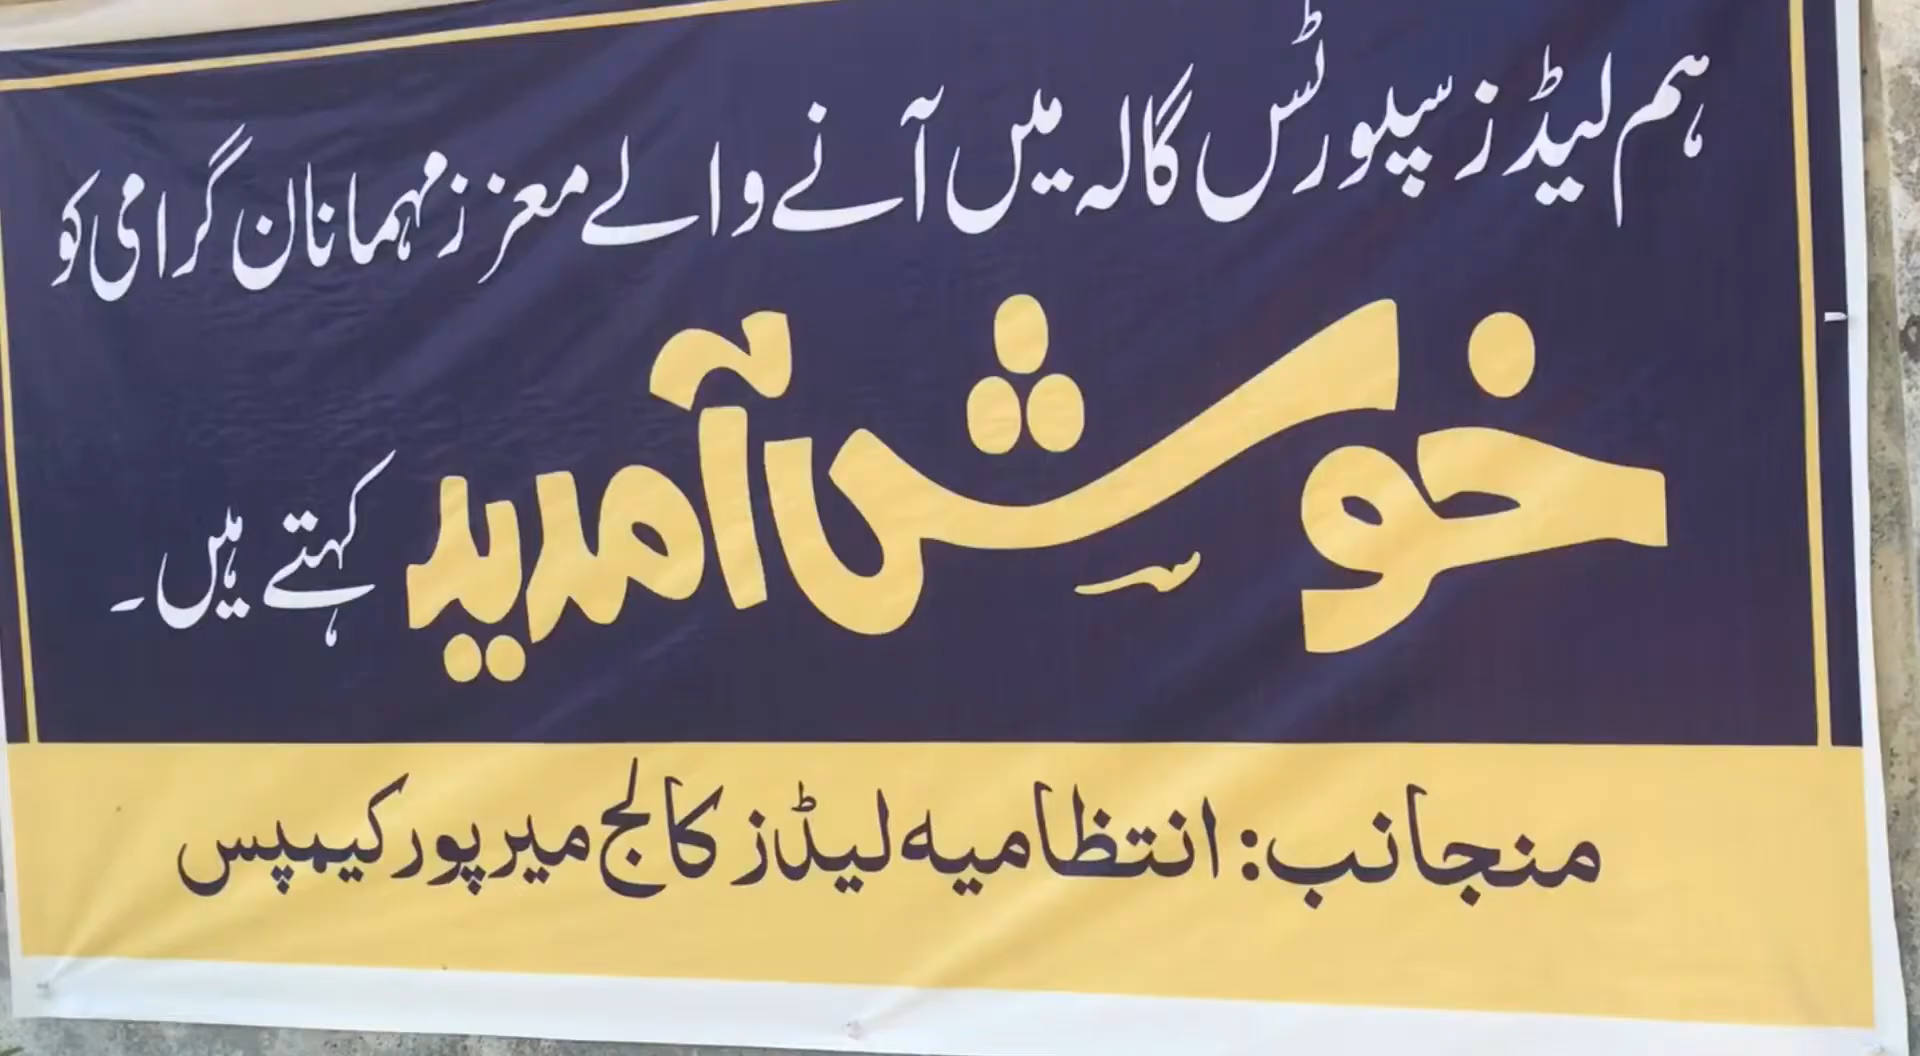 ہم لیڈز سپورٹس گالہ میں آنے والے معزز مہمانان گرامی کو
خوش آمدید کہتے ہیں۔
منجانب: انتظامیہ لیڈز کالج میرپور کیمپس